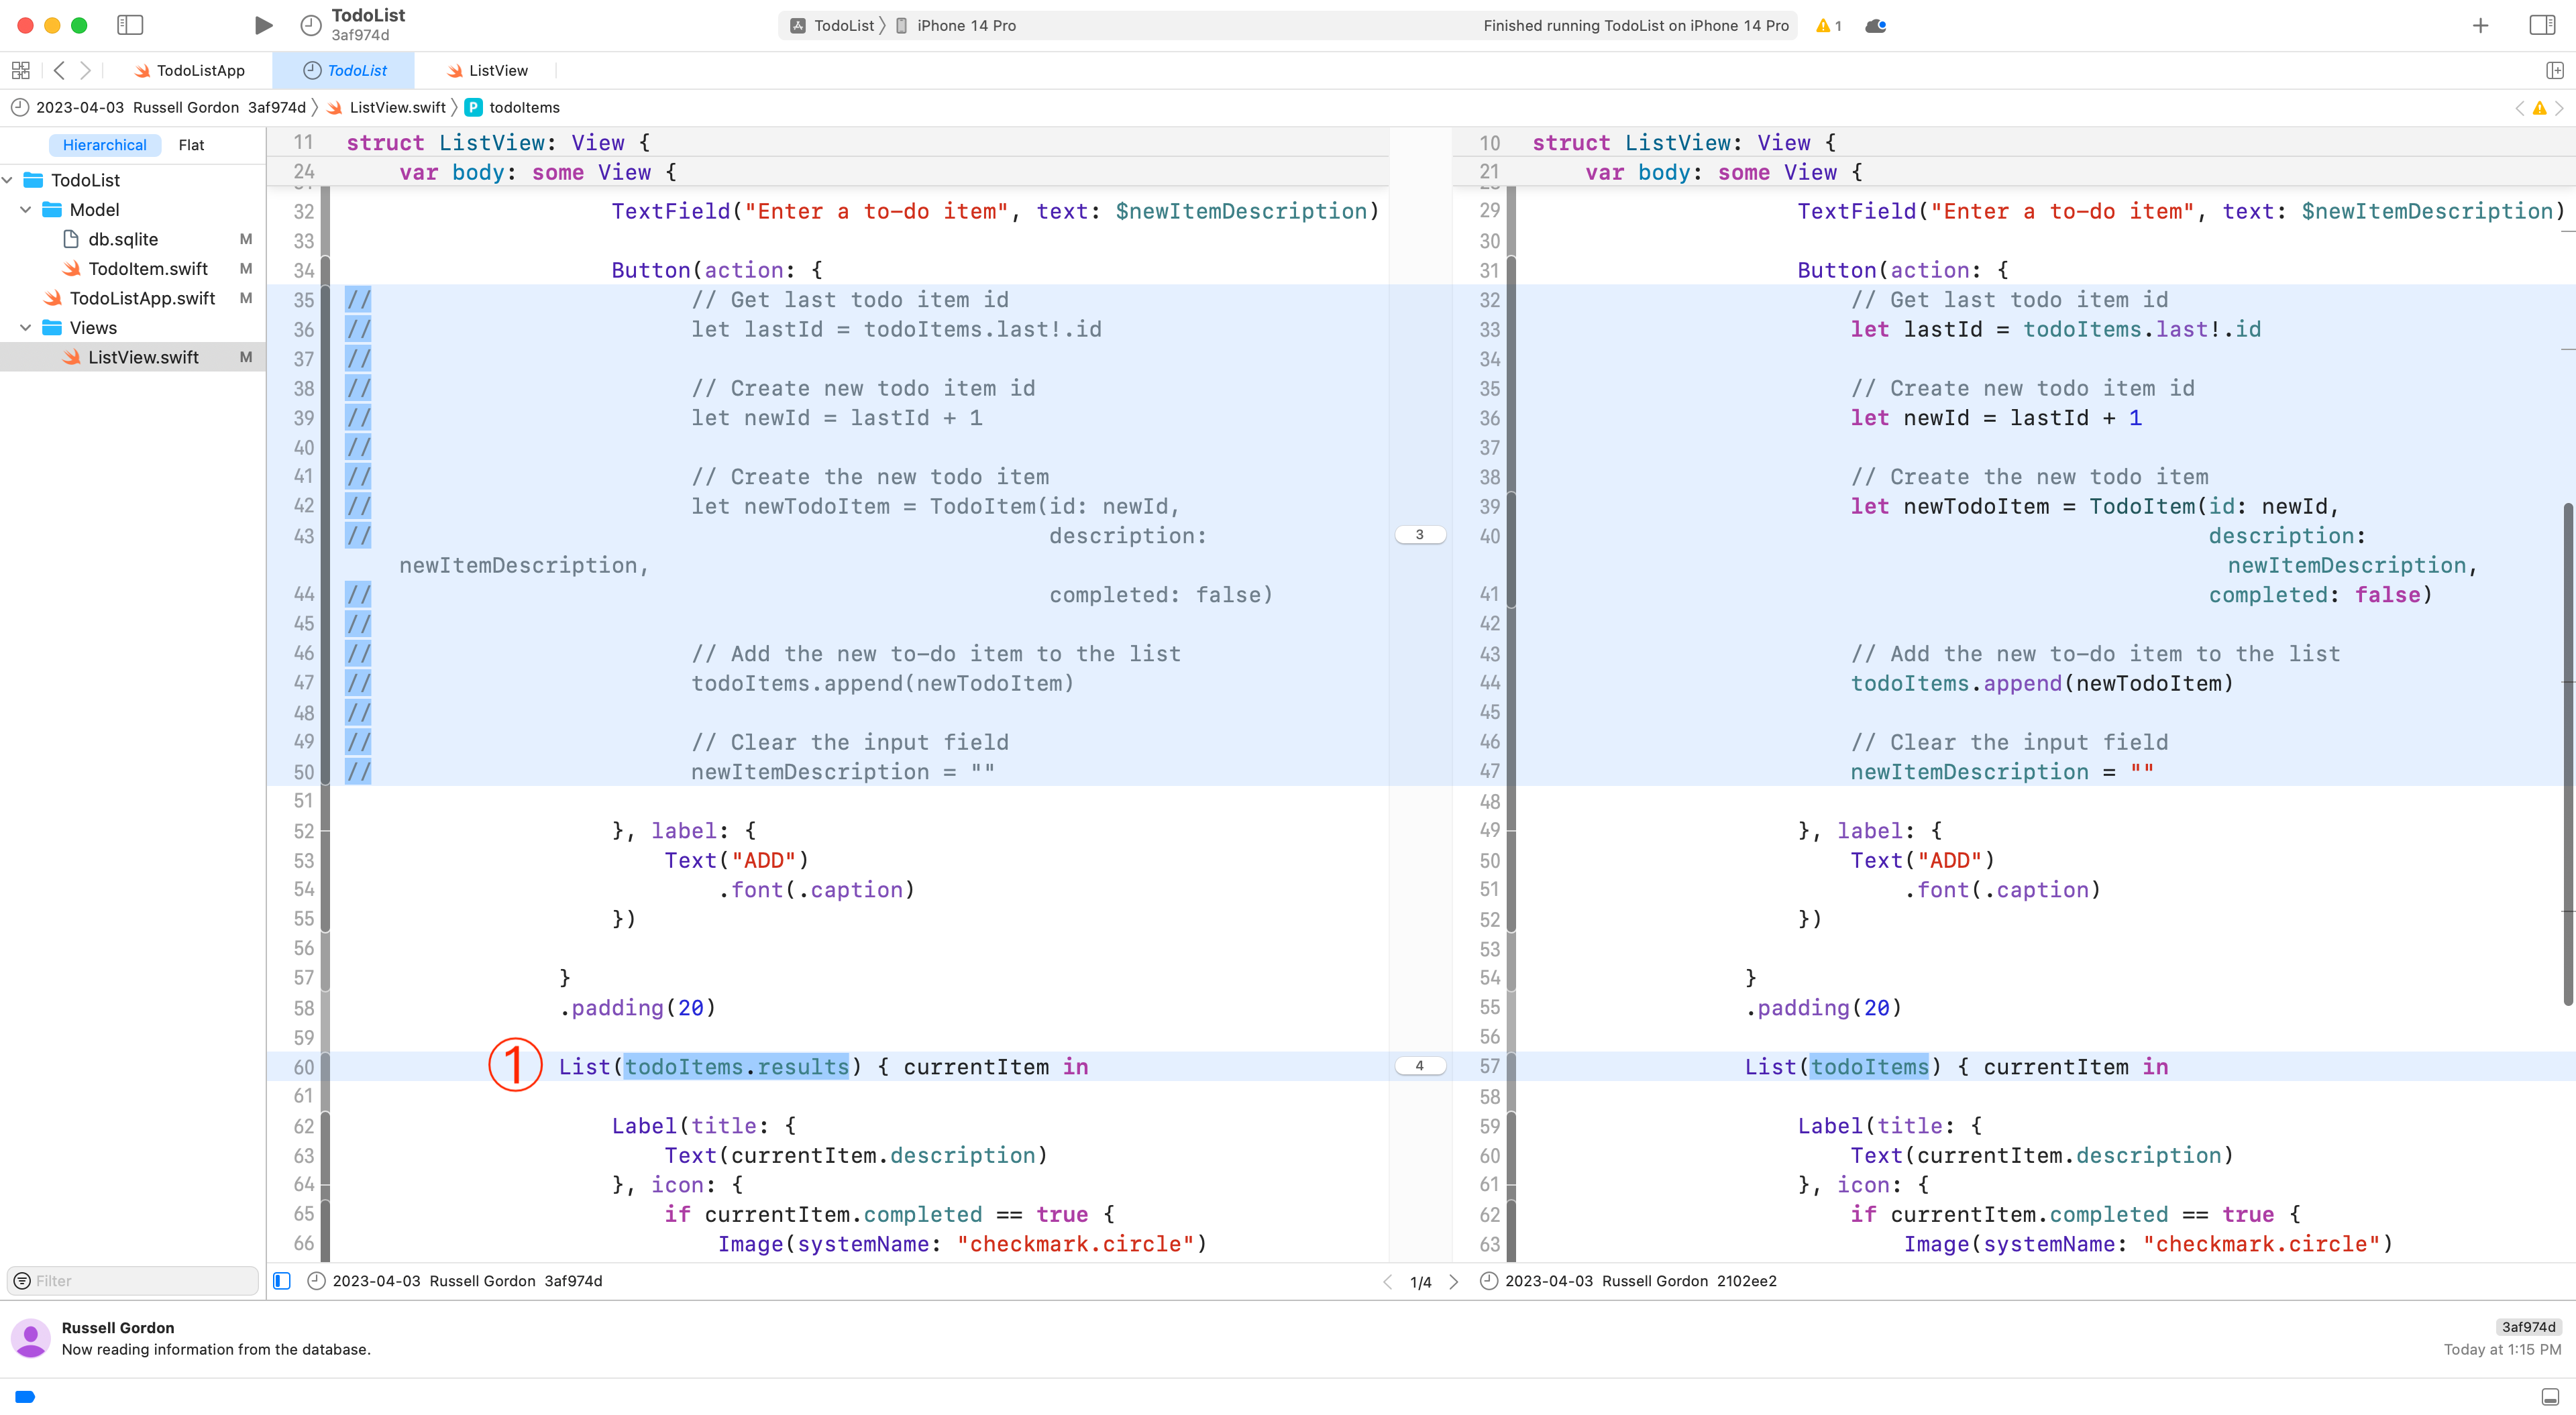 TodoList
3af974d
TodoList 〉 iPhone 14 Pro
Finished running TodoList on iPhone 14 Pro
1
TodoListApp
TodoList
ListView
2023-04-03 Russell Gordon 3af974d 〉 ListView.swift 〉 P todoItems
Hierarchical
Flat
TodoList
Model
db.sqlite M
TodoItem.swift M
TodoListApp.swift M
Views
ListView.swift M
Filter
11 struct ListView: View {
24 var body: some View {
32 TextField("Enter a to-do item", text: $newItemDescription)
33
34 Button(action: {
35 // // Get last todo item id
36 // let lastId = todoItems.last!.id
37 //
38 // // Create new todo item id
39 // let newId = lastId + 1
40 //
41 // // Create the new todo item
42 // let newTodoItem = TodoItem(id: newId,
43 // description:
newItemDescription,
44 // completed: false)
45 //
46 // // Add the new to-do item to the list
47 // todoItems.append(newTodoItem)
48 //
49 // // Clear the input field
50 // newItemDescription = ""
51
52 }, label: {
53 Text("ADD")
54 .font(.caption)
55 })
56
57 }
58 .padding(20)
59
60 ① List(todoItems.results) { currentItem in
61
62 Label(title: {
63 Text(currentItem.description)
64 }, icon: {
65 if currentItem.completed == true {
66 Image(systemName: "checkmark.circle")
3
4
10 struct ListView: View {
21 var body: some View {
29 TextField("Enter a to-do item", text: $newItemDescription)
30
31 Button(action: {
32 // Get last todo item id
33 let lastId = todoItems.last!.id
34
35 // Create new todo item id
36 let newId = lastId + 1
37
38 // Create the new todo item
39 let newTodoItem = TodoItem(id: newId,
40 description:
newItemDescription,
41 completed: false)
42
43 // Add the new to-do item to the list
44 todoItems.append(newTodoItem)
45
46 // Clear the input field
47 newItemDescription = ""
48
49 }, label: {
50 Text("ADD")
51 .font(.caption)
52 })
53
54 }
55 .padding(20)
56
57 List(todoItems) { currentItem in
58
59 Label(title: {
60 Text(currentItem.description)
61 }, icon: {
62 if currentItem.completed == true {
63 Image(systemName: "checkmark.circle")
2023-04-03 Russell Gordon 3af974d
1/4
2023-04-03 Russell Gordon 2102ee2
Russell Gordon
Now reading information from the database.
3af974d
Today at 1:15 PM